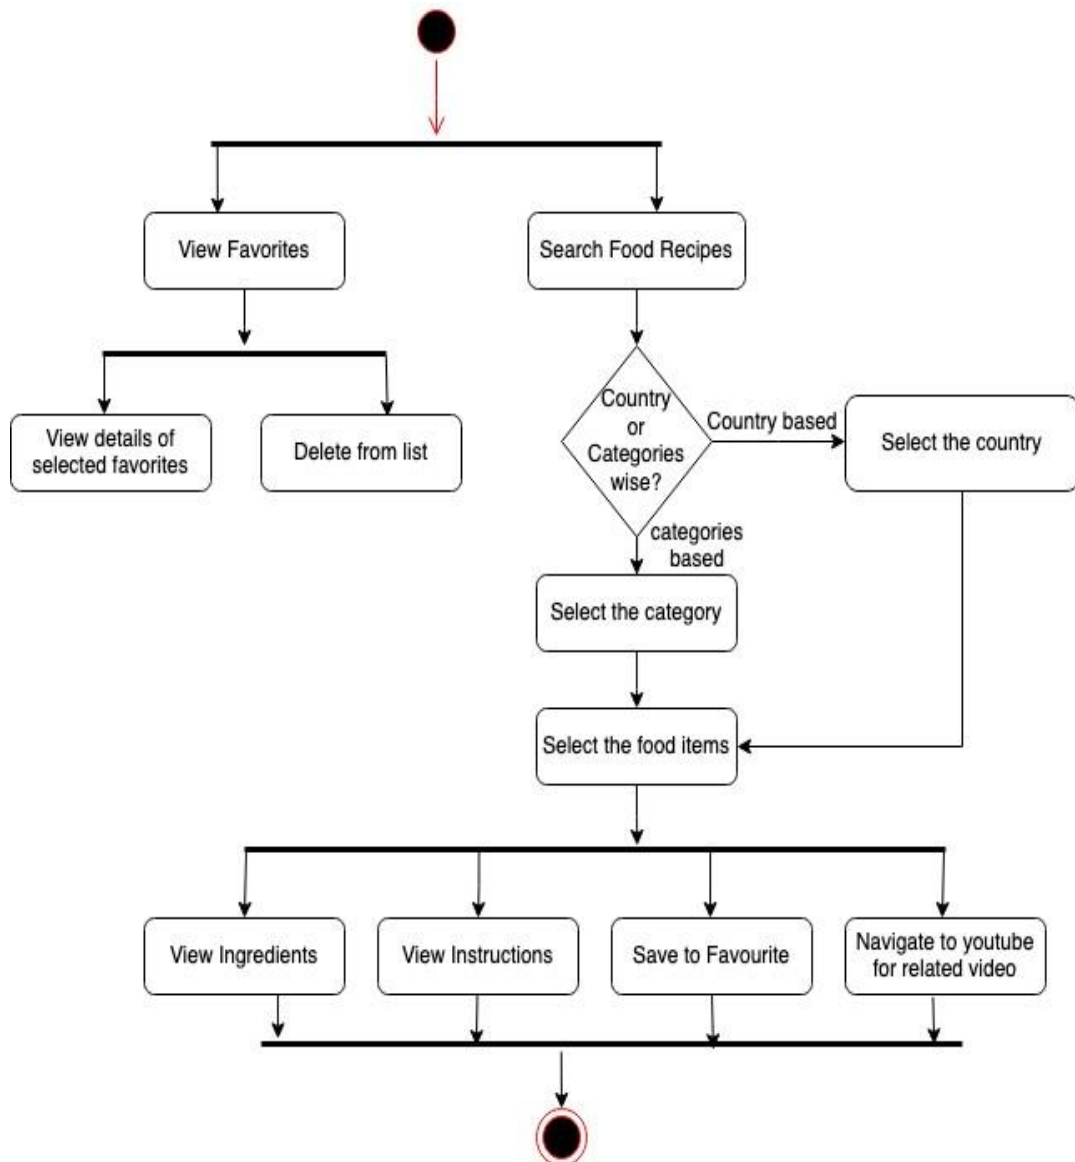 View Favorites
Search Food Recipes
Country
or
Categories
wise?
Country based
Select the country
View details of
selected favorites
Delete from list
categories
based
Select the category
Select the food items
View Ingredients
View Instructions
Save to Favourite
Navigate to youtube
for related video